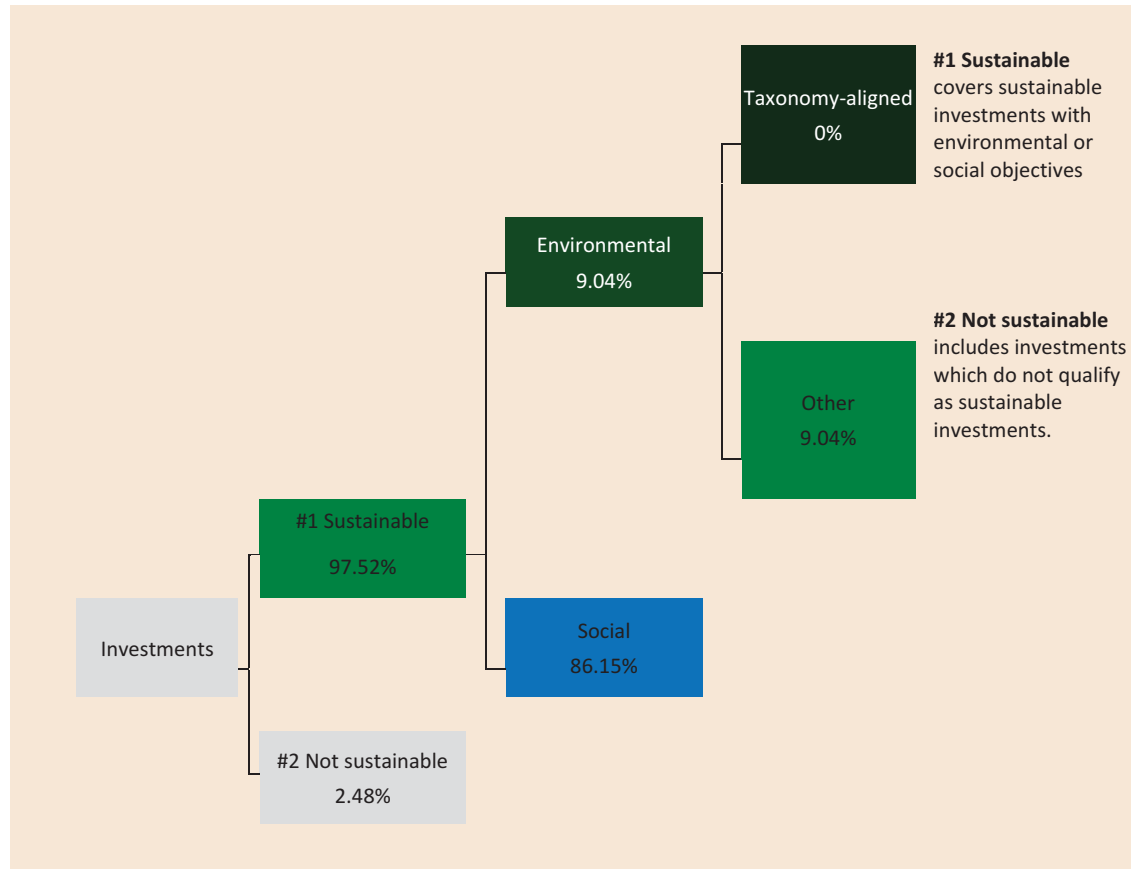 Taxonomy-aligned
0%
#1 Sustainable
covers sustainable
investments with
environmental or
social objectives
Environmental
9.04%
#2 Not sustainable
includes investments
which do not qualify
as sustainable
investments.
Other
9.04%
#1 Sustainable
97.52%
Investments
Social
86.15%
#2 Not sustainable
2.48%